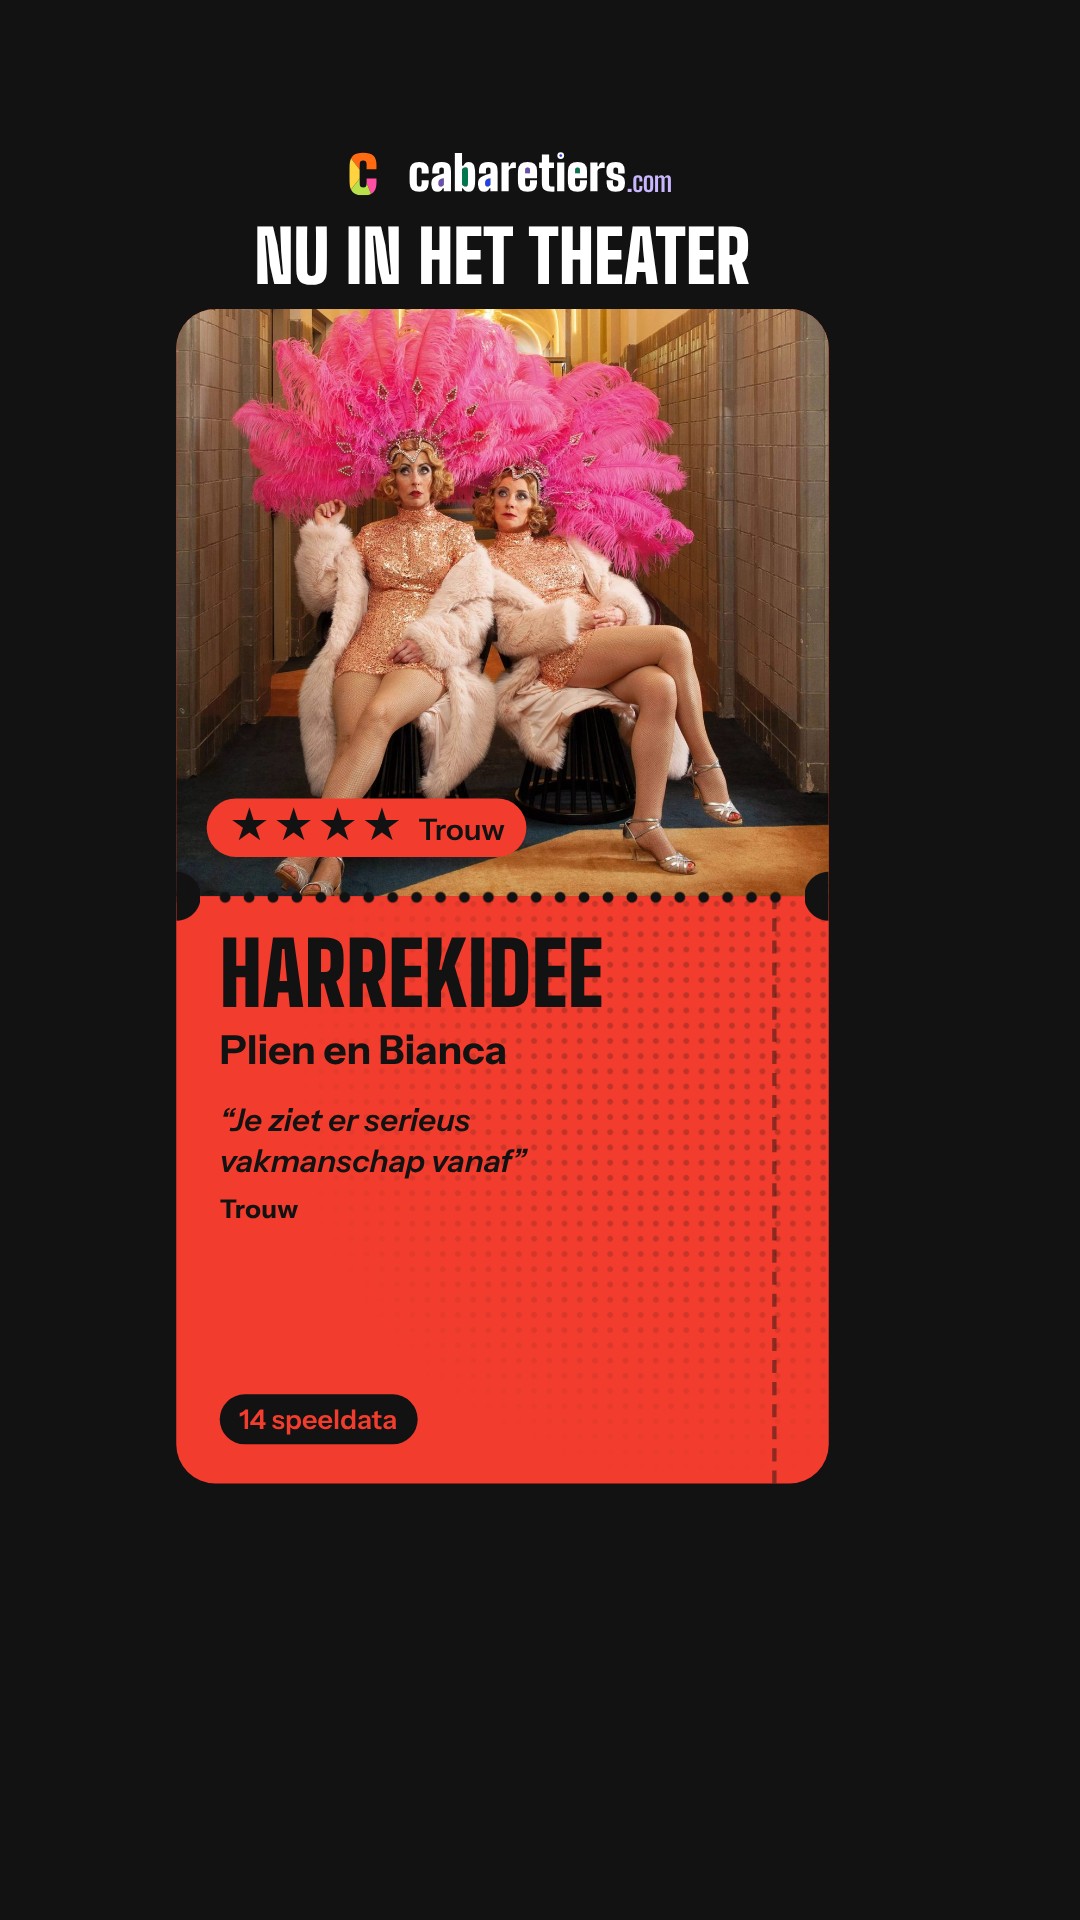 C cabaretiers.com
NU IN HET THEATER
★★★★ Trouw
HARREKIDEE
Plien en Bianca
“Je ziet er serieus
vakmanschap vanaf”
Trouw
14 speeldata